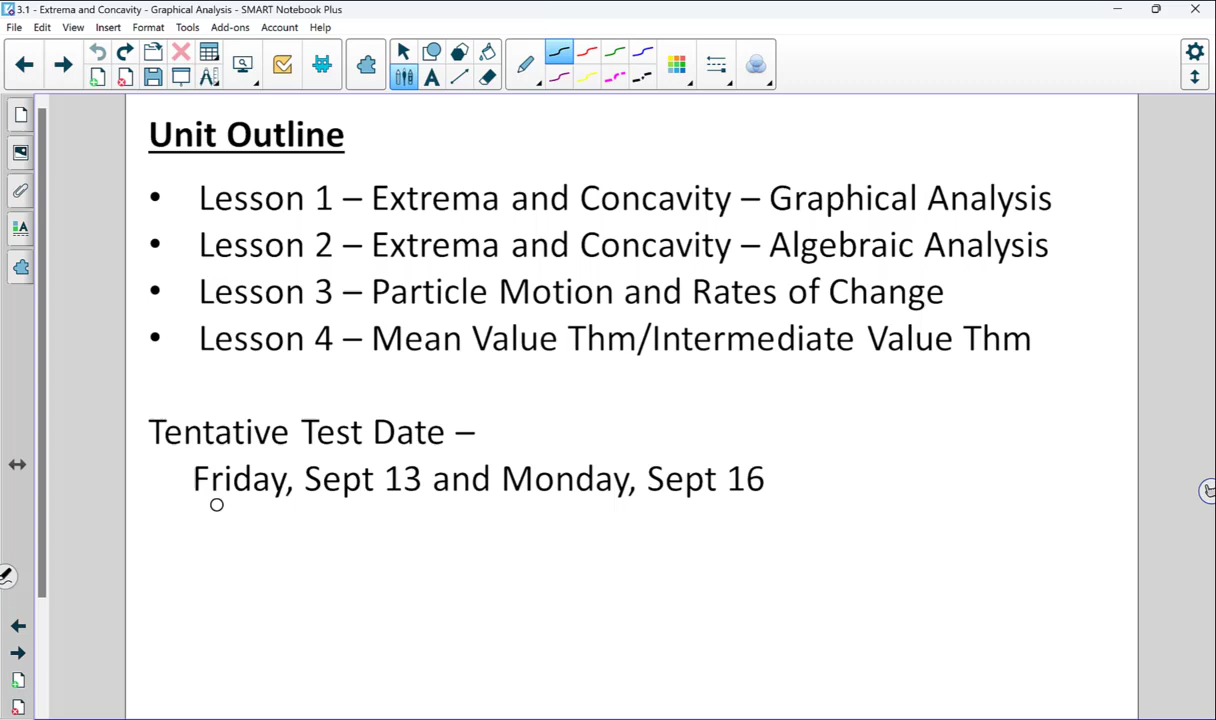 3.1 - Extrema and Concavity - Graphical Analysis - SMART Notebook Plus
File Edit View Insert Format Tools Add-ons Account Help
Unit Outline
• Lesson 1 – Extrema and Concavity – Graphical Analysis
• Lesson 2 – Extrema and Concavity – Algebraic Analysis
• Lesson 3 – Particle Motion and Rates of Change
• Lesson 4 – Mean Value Thm/Intermediate Value Thm
Tentative Test Date –
Friday, Sept 13 and Monday, Sept 16